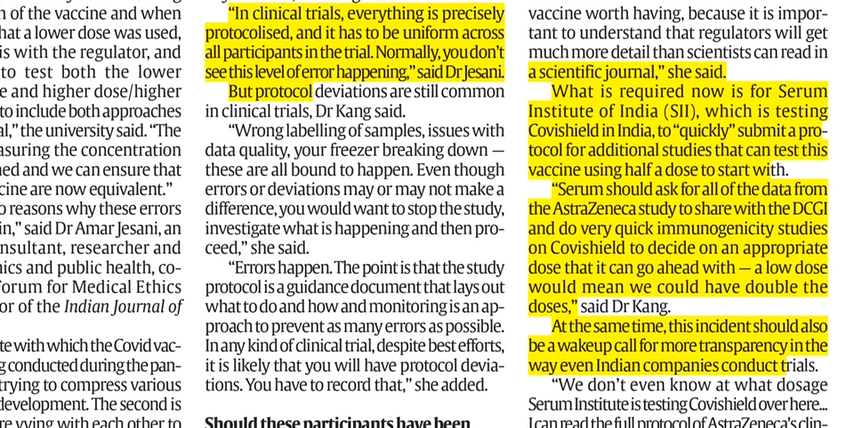 n of the vaccine and when
hat a lower dose was used,
is with the regulator, and
to test both the lower
e and higher dose/higher
to include both approaches
al," the university said. "The
asuring the concentration
ned and we can ensure that
cine are now equivalent."
o reasons why these errors
in," said Dr Amar Jesani, an
nsultant, researcher and
nics and public health, co-
Forum for Medical Ethics
or of the Indian Journal of
te with which the Covid vac-
g conducted during the pan-
trying to compress various
development. The second is
re vying with each other to
"In clinical trials, everything is precisely
protocolised, and it has to be uniform across
all participants in the trial. Normally, you don't
see this level of error happening," said Dr Jesani.
But protocol deviations are still common
in clinical trials, Dr Kang said.
"Wrong labelling of samples, issues with
data quality, your freezer breaking down —
these are all bound to happen. Even though
errors or deviations may or may not make a
difference, you would want to stop the study,
investigate what is happening and then pro-
ceed," she said.
"Errors happen. The point is that the study
protocol is a guidance document that lays out
what to do and how and monitoring is an ap-
proach to prevent as many errors as possible.
In any kind of clinical trial, despite best efforts,
it is likely that you will have protocol devia-
tions. You have to record that," she added.
Should these participants have been
vaccine worth having, because it is impor-
tant to understand that regulators will get
much more detail than scientists can read in
a scientific journal," she said.
What is required now is for Serum
Institute of India (SII), which is testing
Covishield in India, to "quickly" submit a pro-
tocol for additional studies that can test this
vaccine using half a dose to start with.
"Serum should ask for all of the data from
the AstraZeneca study to share with the DCGI
and do very quick immunogenicity studies
on Covishield to decide on an appropriate
dose that it can go ahead with — a low dose
would mean we could have double the
doses," said Dr Kang.
At the same time, this incident should also
be a wakeup call for more transparency in the
way even Indian companies conduct trials.
"We don't even know at what dosage
Serum Institute is testing Covishield over here...
I can read the full protocol of AstraZeneca's clin-